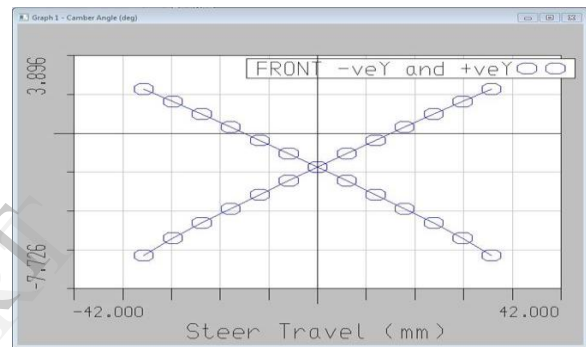 Graph 1 - Camber Angle (deg)
FRONT -veY and +veY
3.896
-7.726
-42.000
42.000
Steer Travel (mm)